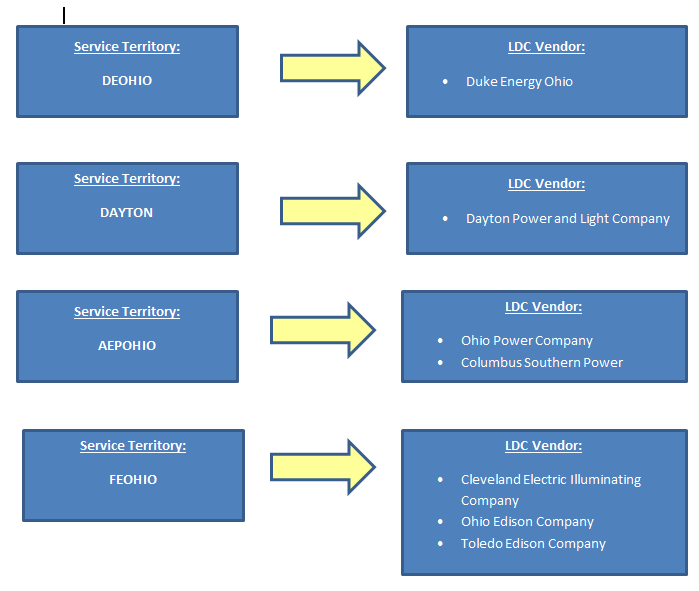 Service Territory:
DEOHIO
LDC Vendor:
• Duke Energy Ohio
Service Territory:
DAYTON
LDC Vendor:
• Dayton Power and Light Company
Service Territory:
AEPOHIO
LDC Vendor:
• Ohio Power Company
• Columbus Southern Power
Service Territory:
FEOHIO
LDC Vendor:
• Cleveland Electric Illuminating
Company
• Ohio Edison Company
• Toledo Edison Company